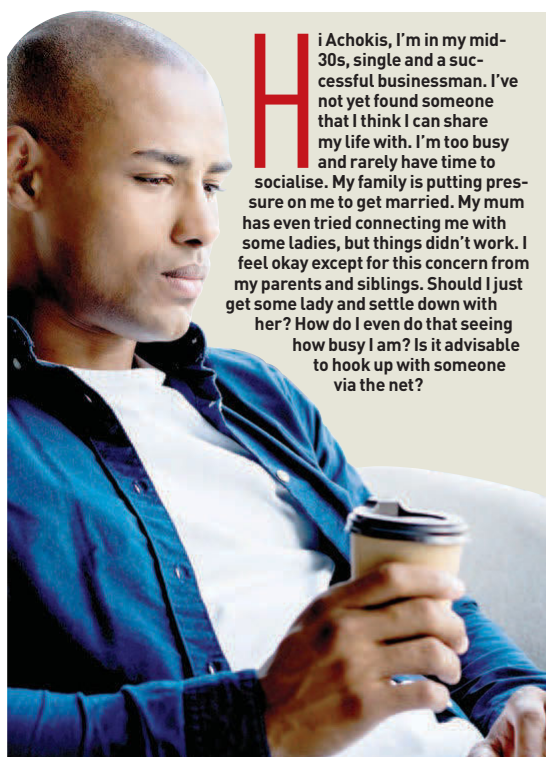 Hi Achokis, I’m in my mid-
30s, single and a suc-
cessful businessman. I’ve
not yet found someone
that I think I can share
my life with. I’m too busy
and rarely have time to
socialise. My family is putting pres-
sure on me to get married. My mum
has even tried connecting me with
some ladies, but things didn’t work. I
feel okay except for this concern from
my parents and siblings. Should I just
get some lady and settle down with
her? How do I even do that seeing
how busy I am? Is it advisable
to hook up with someone
via the net?